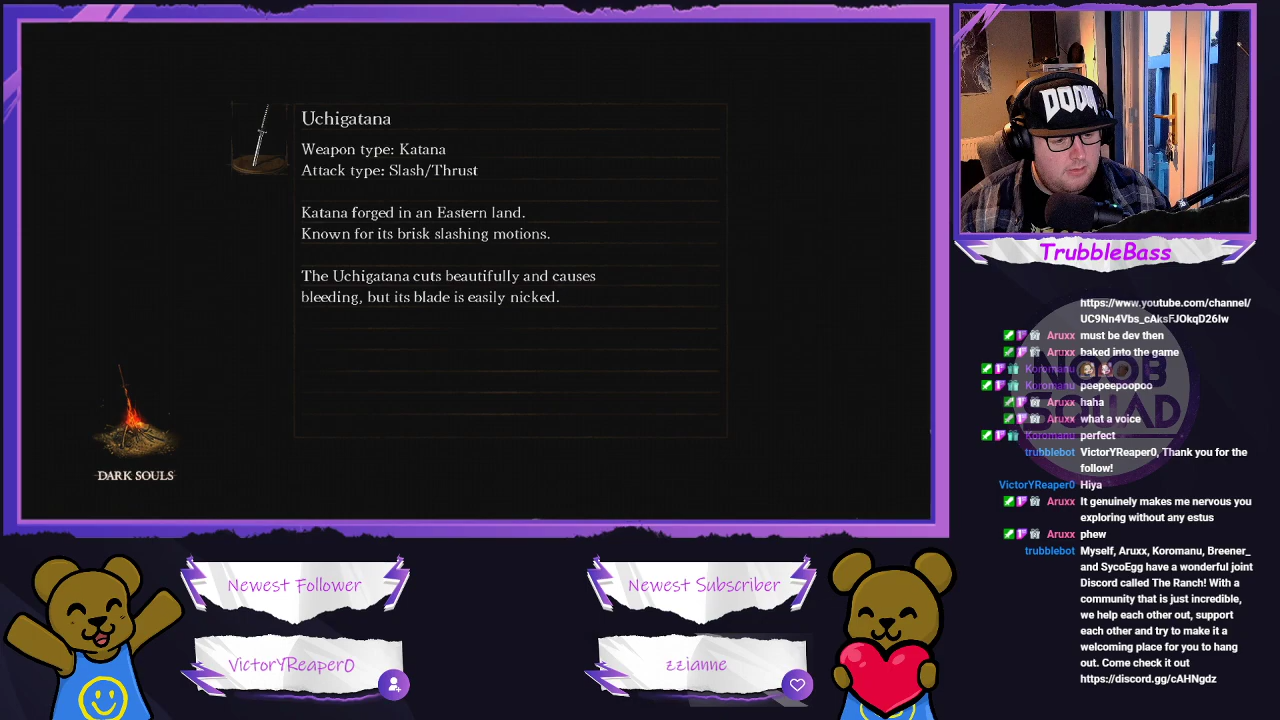 Uchigatana
Weapon type: Katana
Attack type: Slash/Thrust
Katana forged in an Eastern land.
Known for its brisk slashing motions.
The Uchigatana cuts beautifully and causes
bleeding, but its blade is easily nicked.
DARK SOULS
Newest Follower
VictorYReaper0
Newest Subscriber
zzianne
DOOM
TrubbleBass
NOOB
SQUAD
https://www.youtube.com/channel/
UC9Nn4Vbs_cAksFJOkqD26Iw
Aruxx must be dev then
Aruxx baked into the game
Koromanu
Koromanu peepeepoopoo
Aruxx haha
Aruxx what a voice
Koromanu perfect
trubblebot VictorYReaper0, Thank you for the
follow!
VictorYReaper0 Hiya
Aruxx It genuinely makes me nervous you
exploring without any estus
Aruxx phew
trubblebot Myself, Aruxx, Koromanu, Breener_
and SycoEgg have a wonderful joint
Discord called The Ranch! With a
community that is just incredible,
we help each other out, support
each other and try to make it a
welcoming place for you to hang
out. Come check it out
https://discord.gg/cAHNgdz